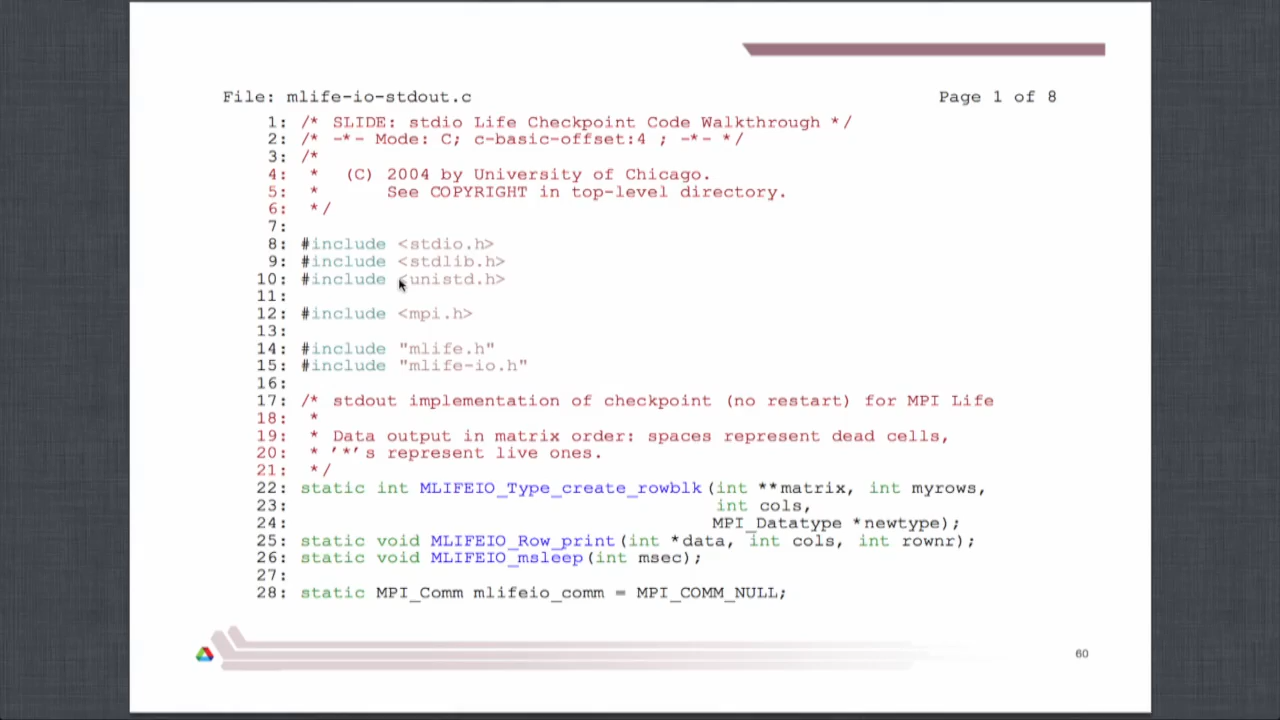 File: mlife-io-stdout.c Page 1 of 8
1: /* SLIDE: stdio Life Checkpoint Code Walkthrough */
2: /* -*- Mode: C; c-basic-offset:4 ; -*- */
3: /*
4: * (C) 2004 by University of Chicago.
5: * See COPYRIGHT in top-level directory.
6: */
7:
8: #include <stdio.h>
9: #include <stdlib.h>
10: #include <unistd.h>
11:
12: #include <mpi.h>
13:
14: #include "mlife.h"
15: #include "mlife-io.h"
16:
17: /* stdout implementation of checkpoint (no restart) for MPI Life
18: *
19: * Data output in matrix order: spaces represent dead cells,
20: * '*'s represent live ones.
21: */
22: static int MLIFEIO_Type_create_rowblk(int **matrix, int myrows,
23: int cols,
24: MPI_Datatype *newtype);
25: static void MLIFEIO_Row_print(int *data, int cols, int rownr);
26: static void MLIFEIO_msleep(int msec);
27:
28: static MPI_Comm mlifeio_comm = MPI_COMM_NULL;
60